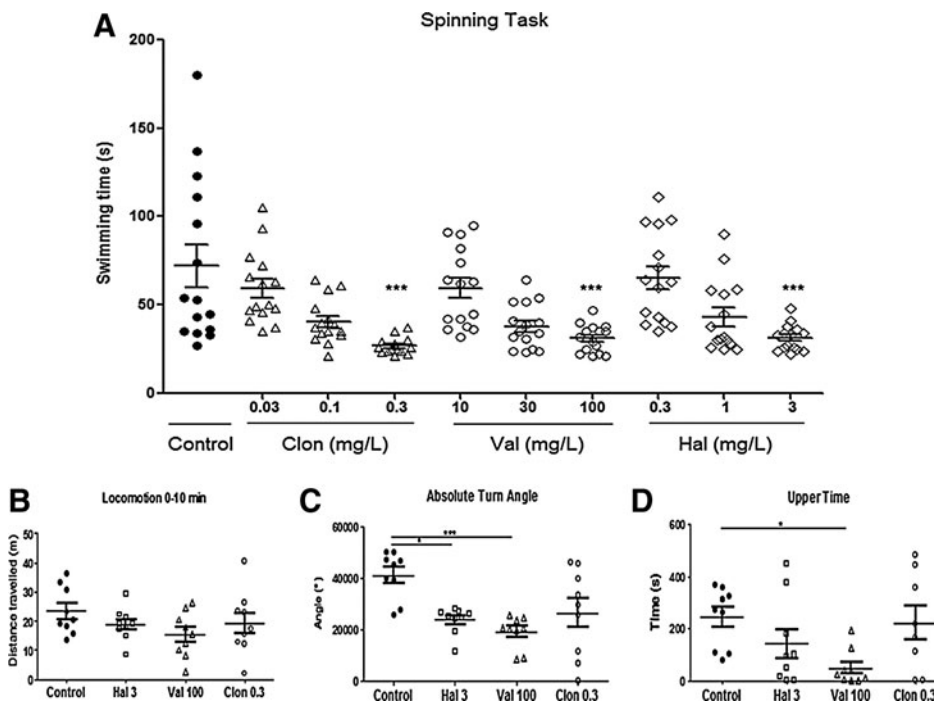 A
Spinning Task
Swimming time (s)
200
150
100
50
0
***
***
***
0.03 0.1 0.3 10 30 100 0.3 1 3
Control Clon (mg/L) Val (mg/L) Hal (mg/L)
B
Locomotion 0-10 min
Distance travelled (m)
50
40
30
20
10
0
Control Hal 3 Val 100 Clon 0.3
C
Absolute Turn Angle
Anglo (°)
60000
40000
20000
0
***
*
Control Hal 3 Val 100 Clon 0.3
D
Upper Time
Time (s)
600
400
200
0
*
Control Hal 3 Val 100 Clon 0.3